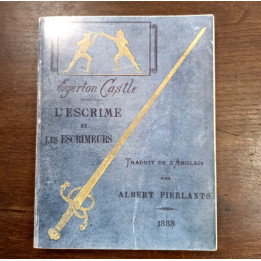 Egerton Castle
L'ESCRIME
ET
LES ESCRIMEURS
TRADUIT DE L'ANGLAIS
PAR
ALBERT FIERLANTS
1888